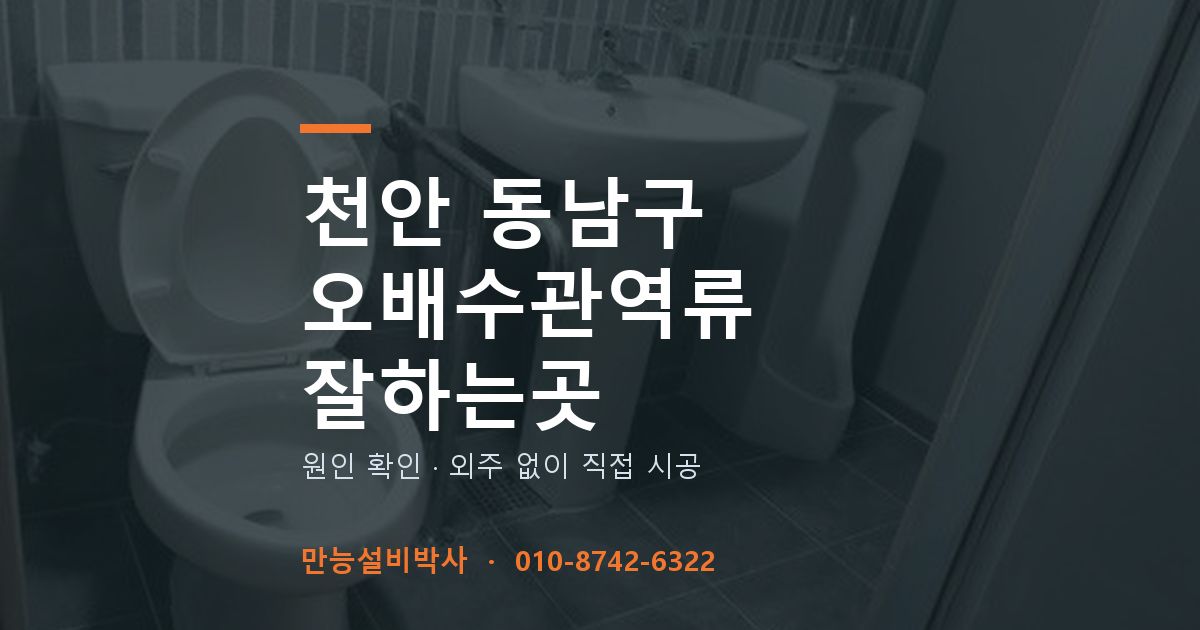 천안 동남구
오배수관역류
잘하는곳
원인 확인 · 외주 없이 직접 시공
만능설비박사 · 010-8742-6322